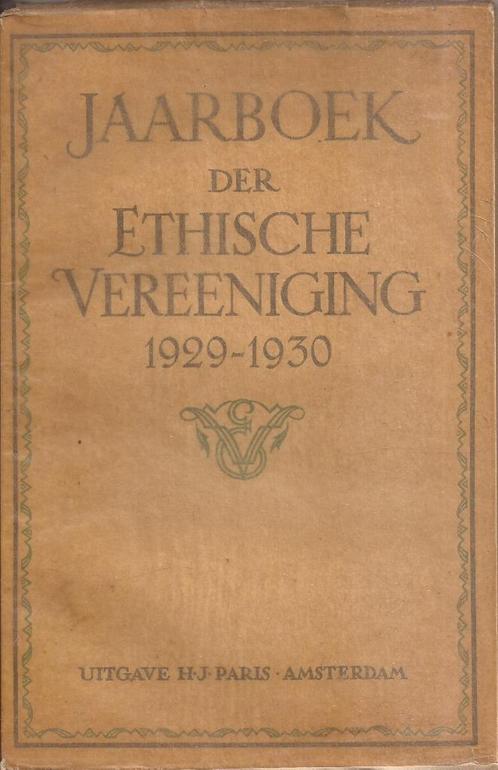 JAARBOEK
DER
ETHISCHE
VEREENIGING
1929-1930
UITGAVE H·J·PARIS · AMSTERDAM